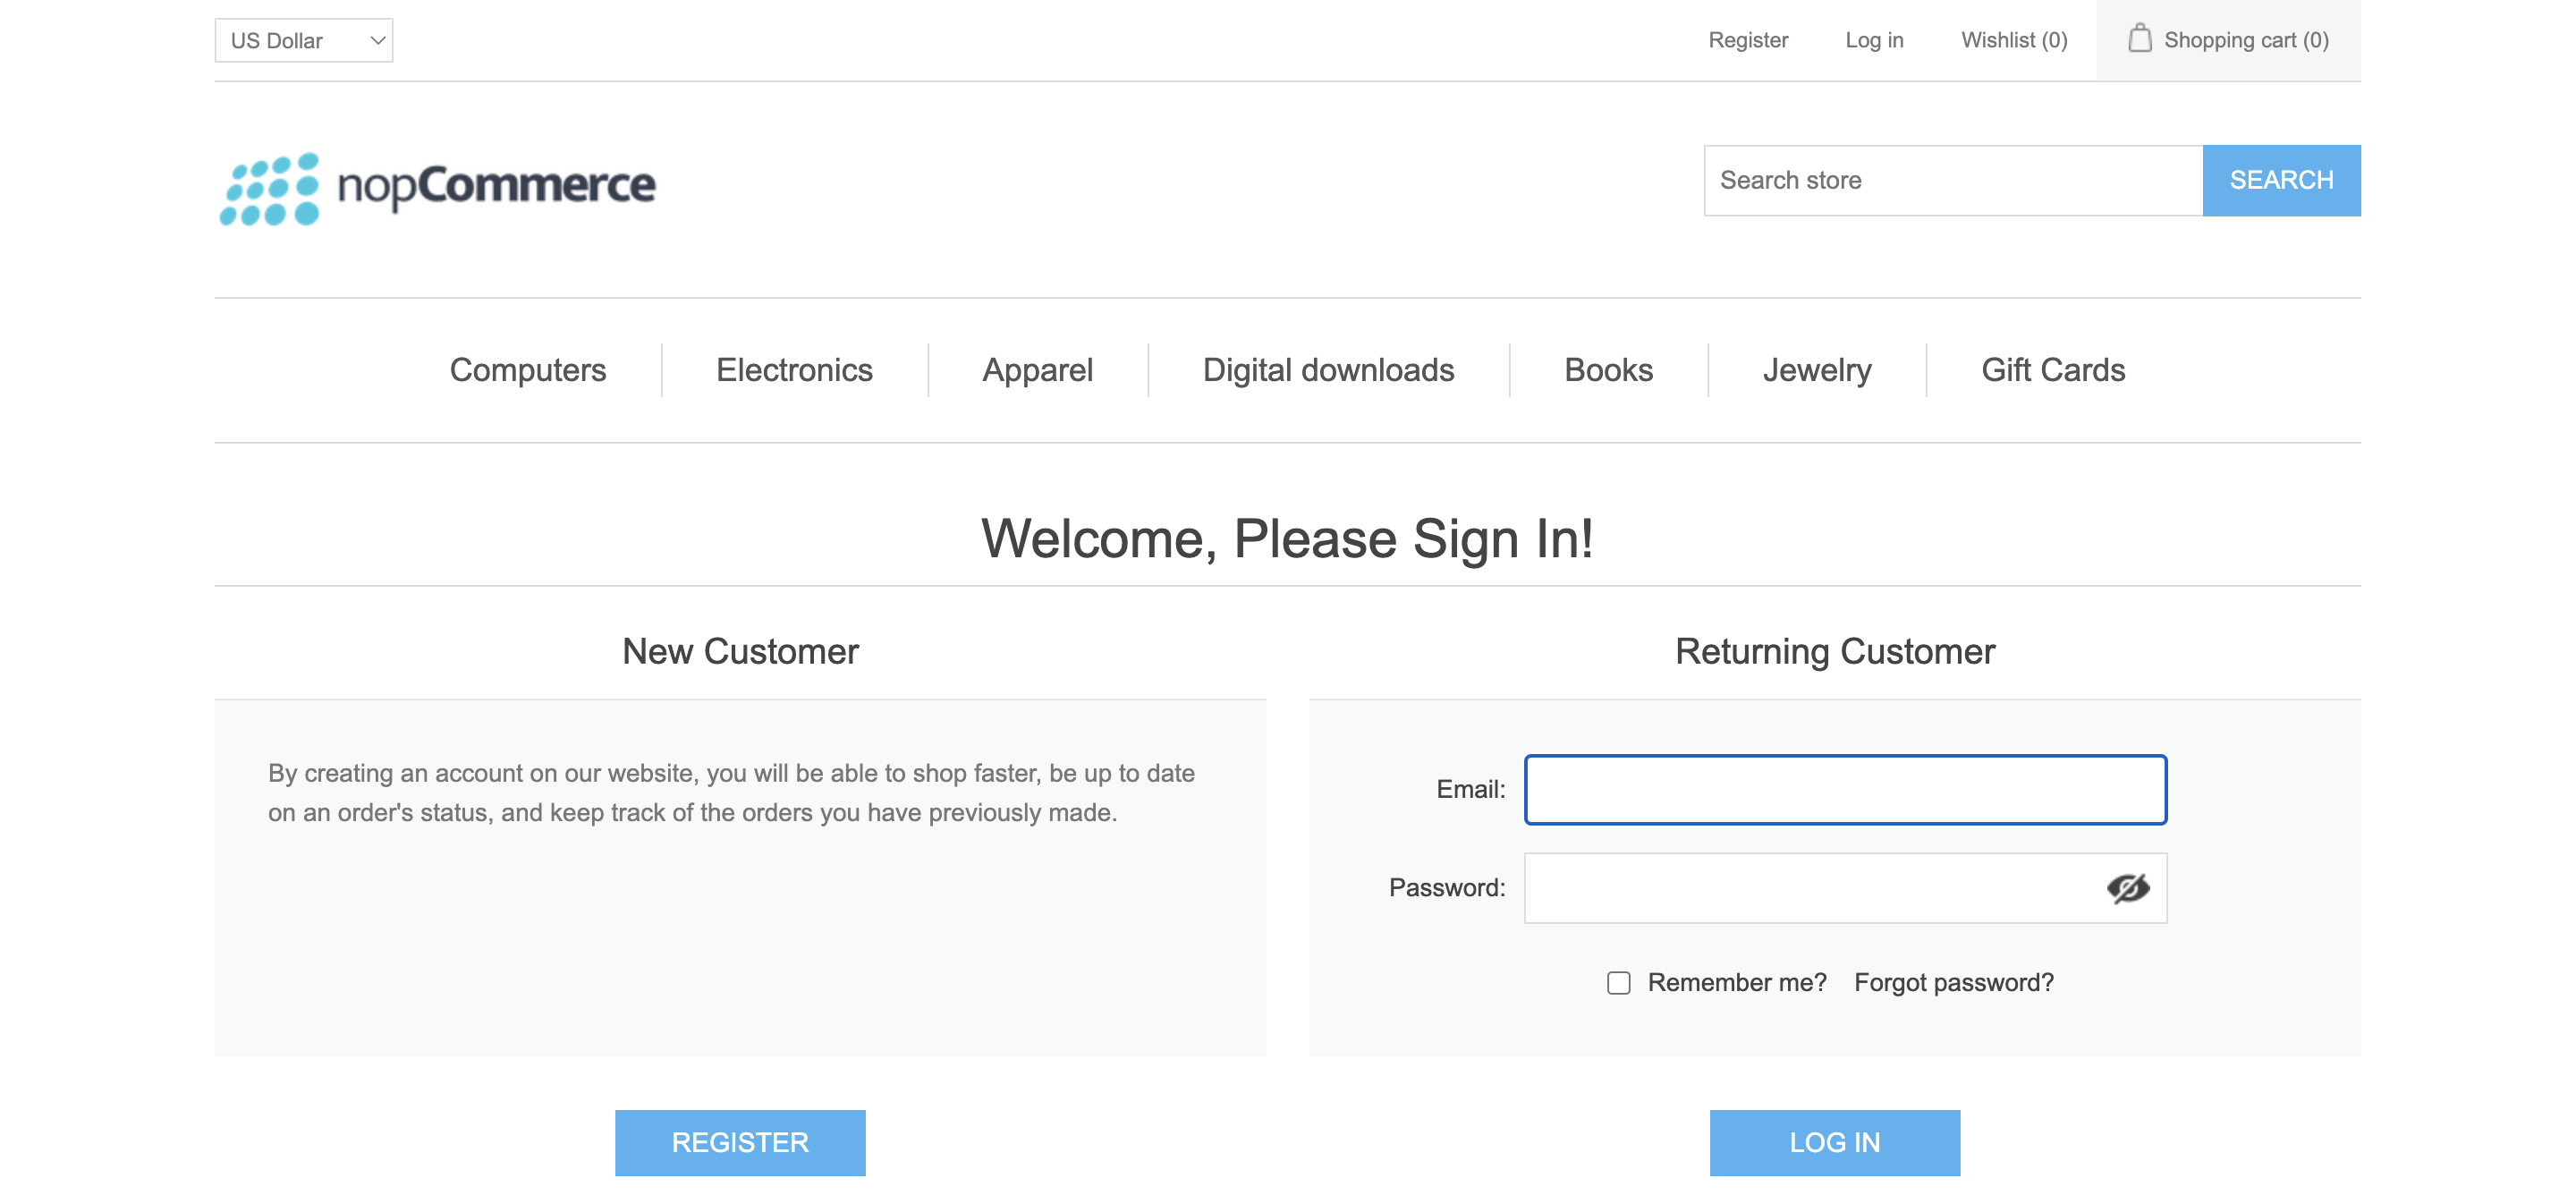 US Dollar
Register
Log in
Wishlist (0)
Shopping cart (0)
nopCommerce
Search store
SEARCH
Computers
Electronics
Apparel
Digital downloads
Books
Jewelry
Gift Cards
Welcome, Please Sign In!
New Customer
By creating an account on our website, you will be able to shop faster, be up to date
on an order's status, and keep track of the orders you have previously made.
REGISTER
Returning Customer
Email:
Password:
Remember me?
Forgot password?
LOG IN